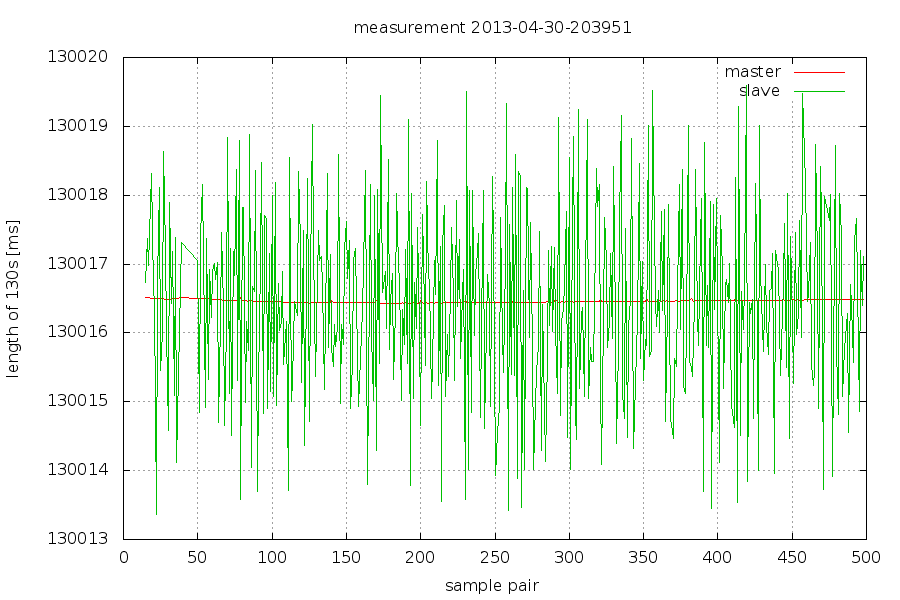 measurement 2013-04-30-203951
master
slave
length of 130s [ms]
130020
130019
130018
130017
130016
130015
130014
130013
0 50 100 150 200 250 300 350 400 450 500
sample pair